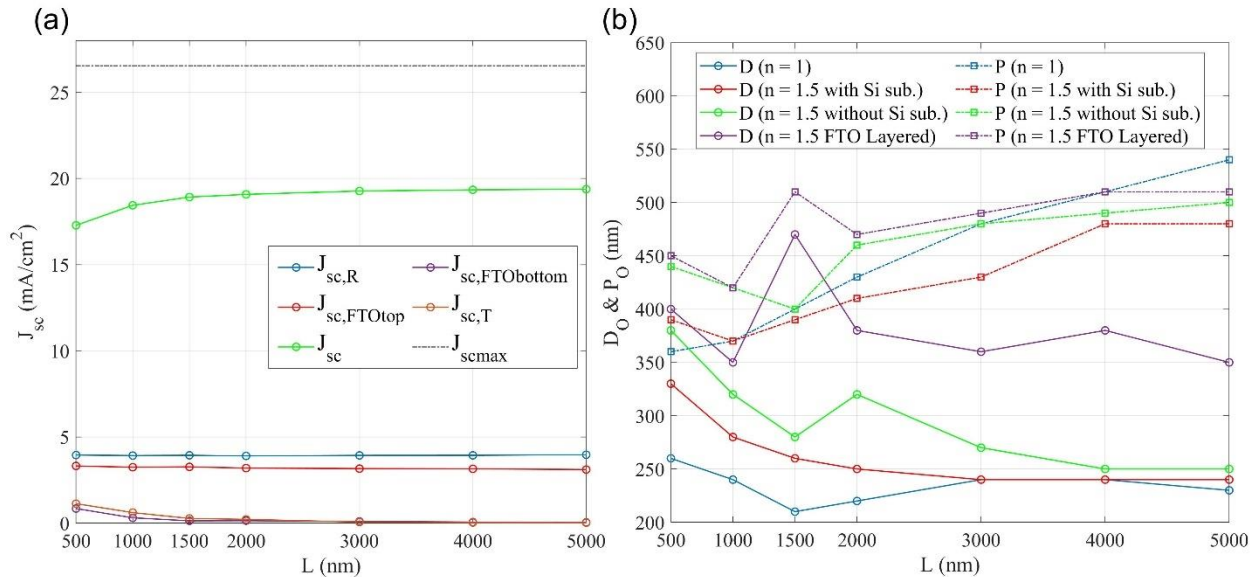 (a)
J_sc (mA/cm^2)
25
20
15
10
5
0
J_sc,R
J_sc,FTOtop
J_sc
J_sc,FTObottom
J_sc,T
J_scmax
500 1000 1500 2000 3000 4000 5000
L (nm)
(b)
D_O & P_O (nm)
650
600
550
500
450
400
350
300
250
200
D (n = 1)
D (n = 1.5 with Si sub.)
D (n = 1.5 without Si sub.)
D (n = 1.5 FTO Layered)
P (n = 1)
P (n = 1.5 with Si sub.)
P (n = 1.5 without Si sub.)
P (n = 1.5 FTO Layered)
500 1000 1500 2000 3000 4000 5000
L (nm)